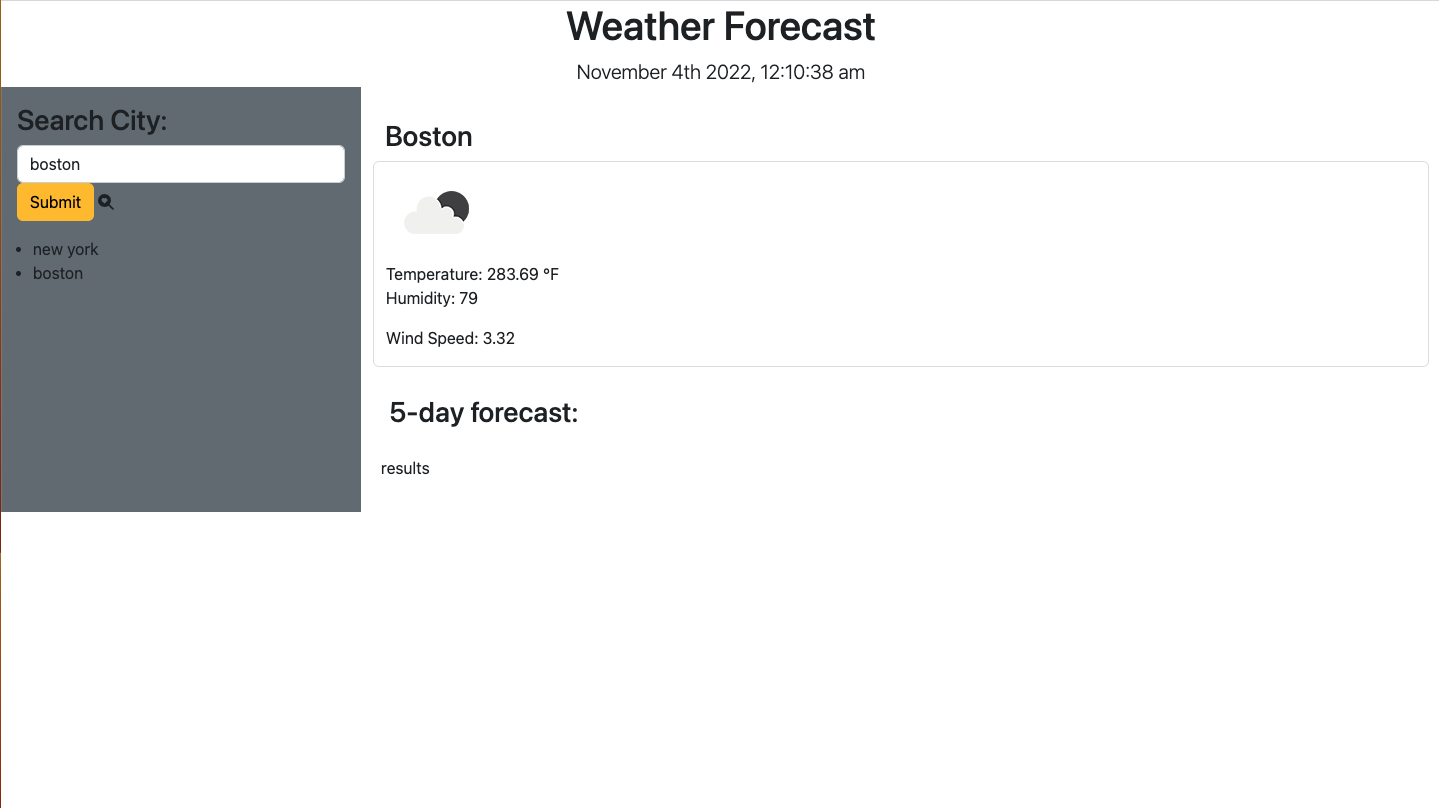 Weather Forecast
November 4th 2022, 12:10:38 am
Search City:
boston
Submit
new york
boston
Boston
Temperature: 283.69 °F
Humidity: 79
Wind Speed: 3.32
5-day forecast:
results